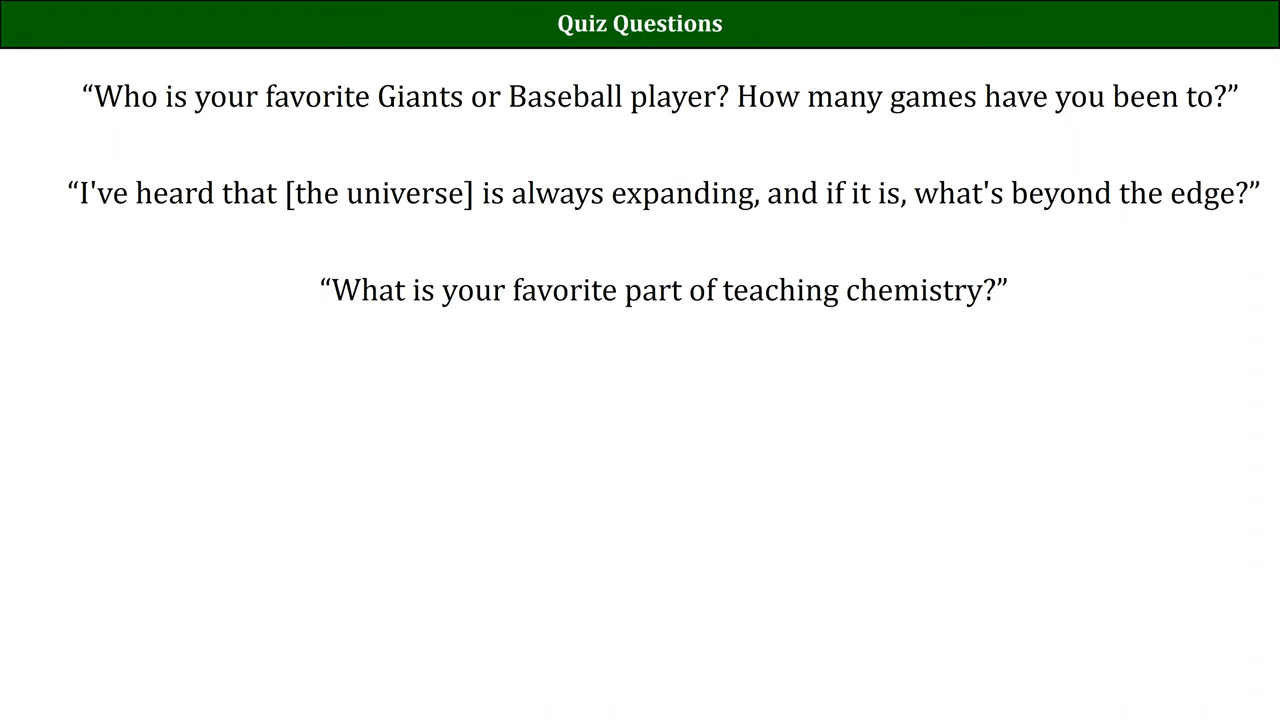 Quiz Questions
“Who is your favorite Giants or Baseball player? How many games have you been to?”
“I've heard that [the universe] is always expanding, and if it is, what's beyond the edge?”
“What is your favorite part of teaching chemistry?”